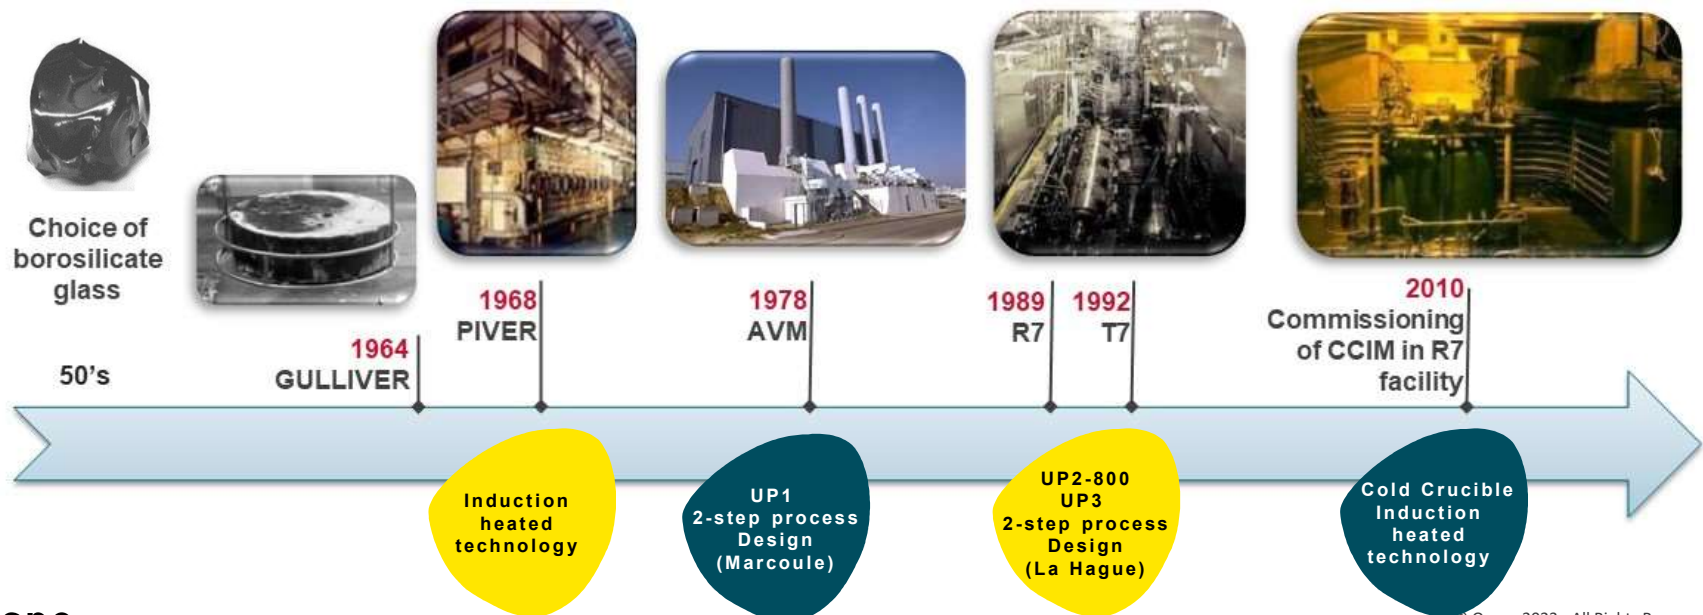 Choice of
borosilicate
glass
50's
1964
GULLIVER
1968
PIVER
1978
AVM
1989
R7
1992
T7
2010
Commissioning
of CCIM in R7
facility
Induction
heated
technology
UP1
2-step process
Design
(Marcoule)
UP2-800
UP3
2-step process
Design
(La Hague)
Cold Crucible
Induction
heated
technology